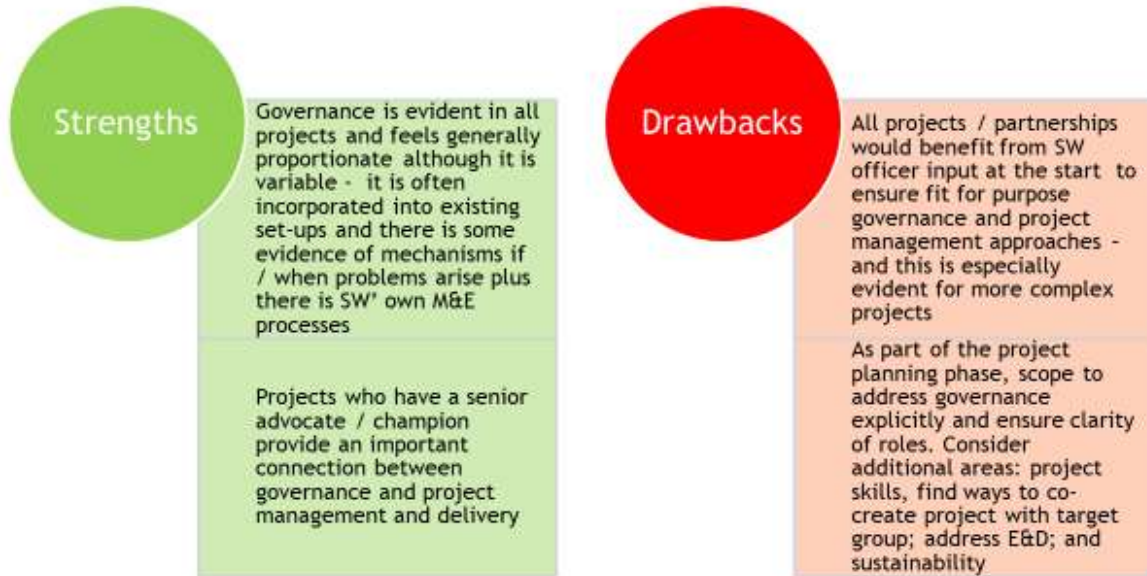 Strengths
Governance is evident in all
projects and feels generally
proportionate although it is
variable - it is often
incorporated into existing
set-ups and there is some
evidence of mechanisms if
/ when problems arise plus
there is SW' own M&E
processes
Projects who have a senior
advocate / champion
provide an important
connection between
governance and project
management and delivery
Drawbacks
All projects / partnerships
would benefit from SW
officer input at the start to
ensure fit for purpose
governance and project
management approaches -
and this is especially
evident for more complex
projects
As part of the project
planning phase, scope to
address governance
explicitly and ensure clarity
of roles. Consider
additional areas: project
skills, find ways to co-
create project with target
group; address E&D; and
sustainability